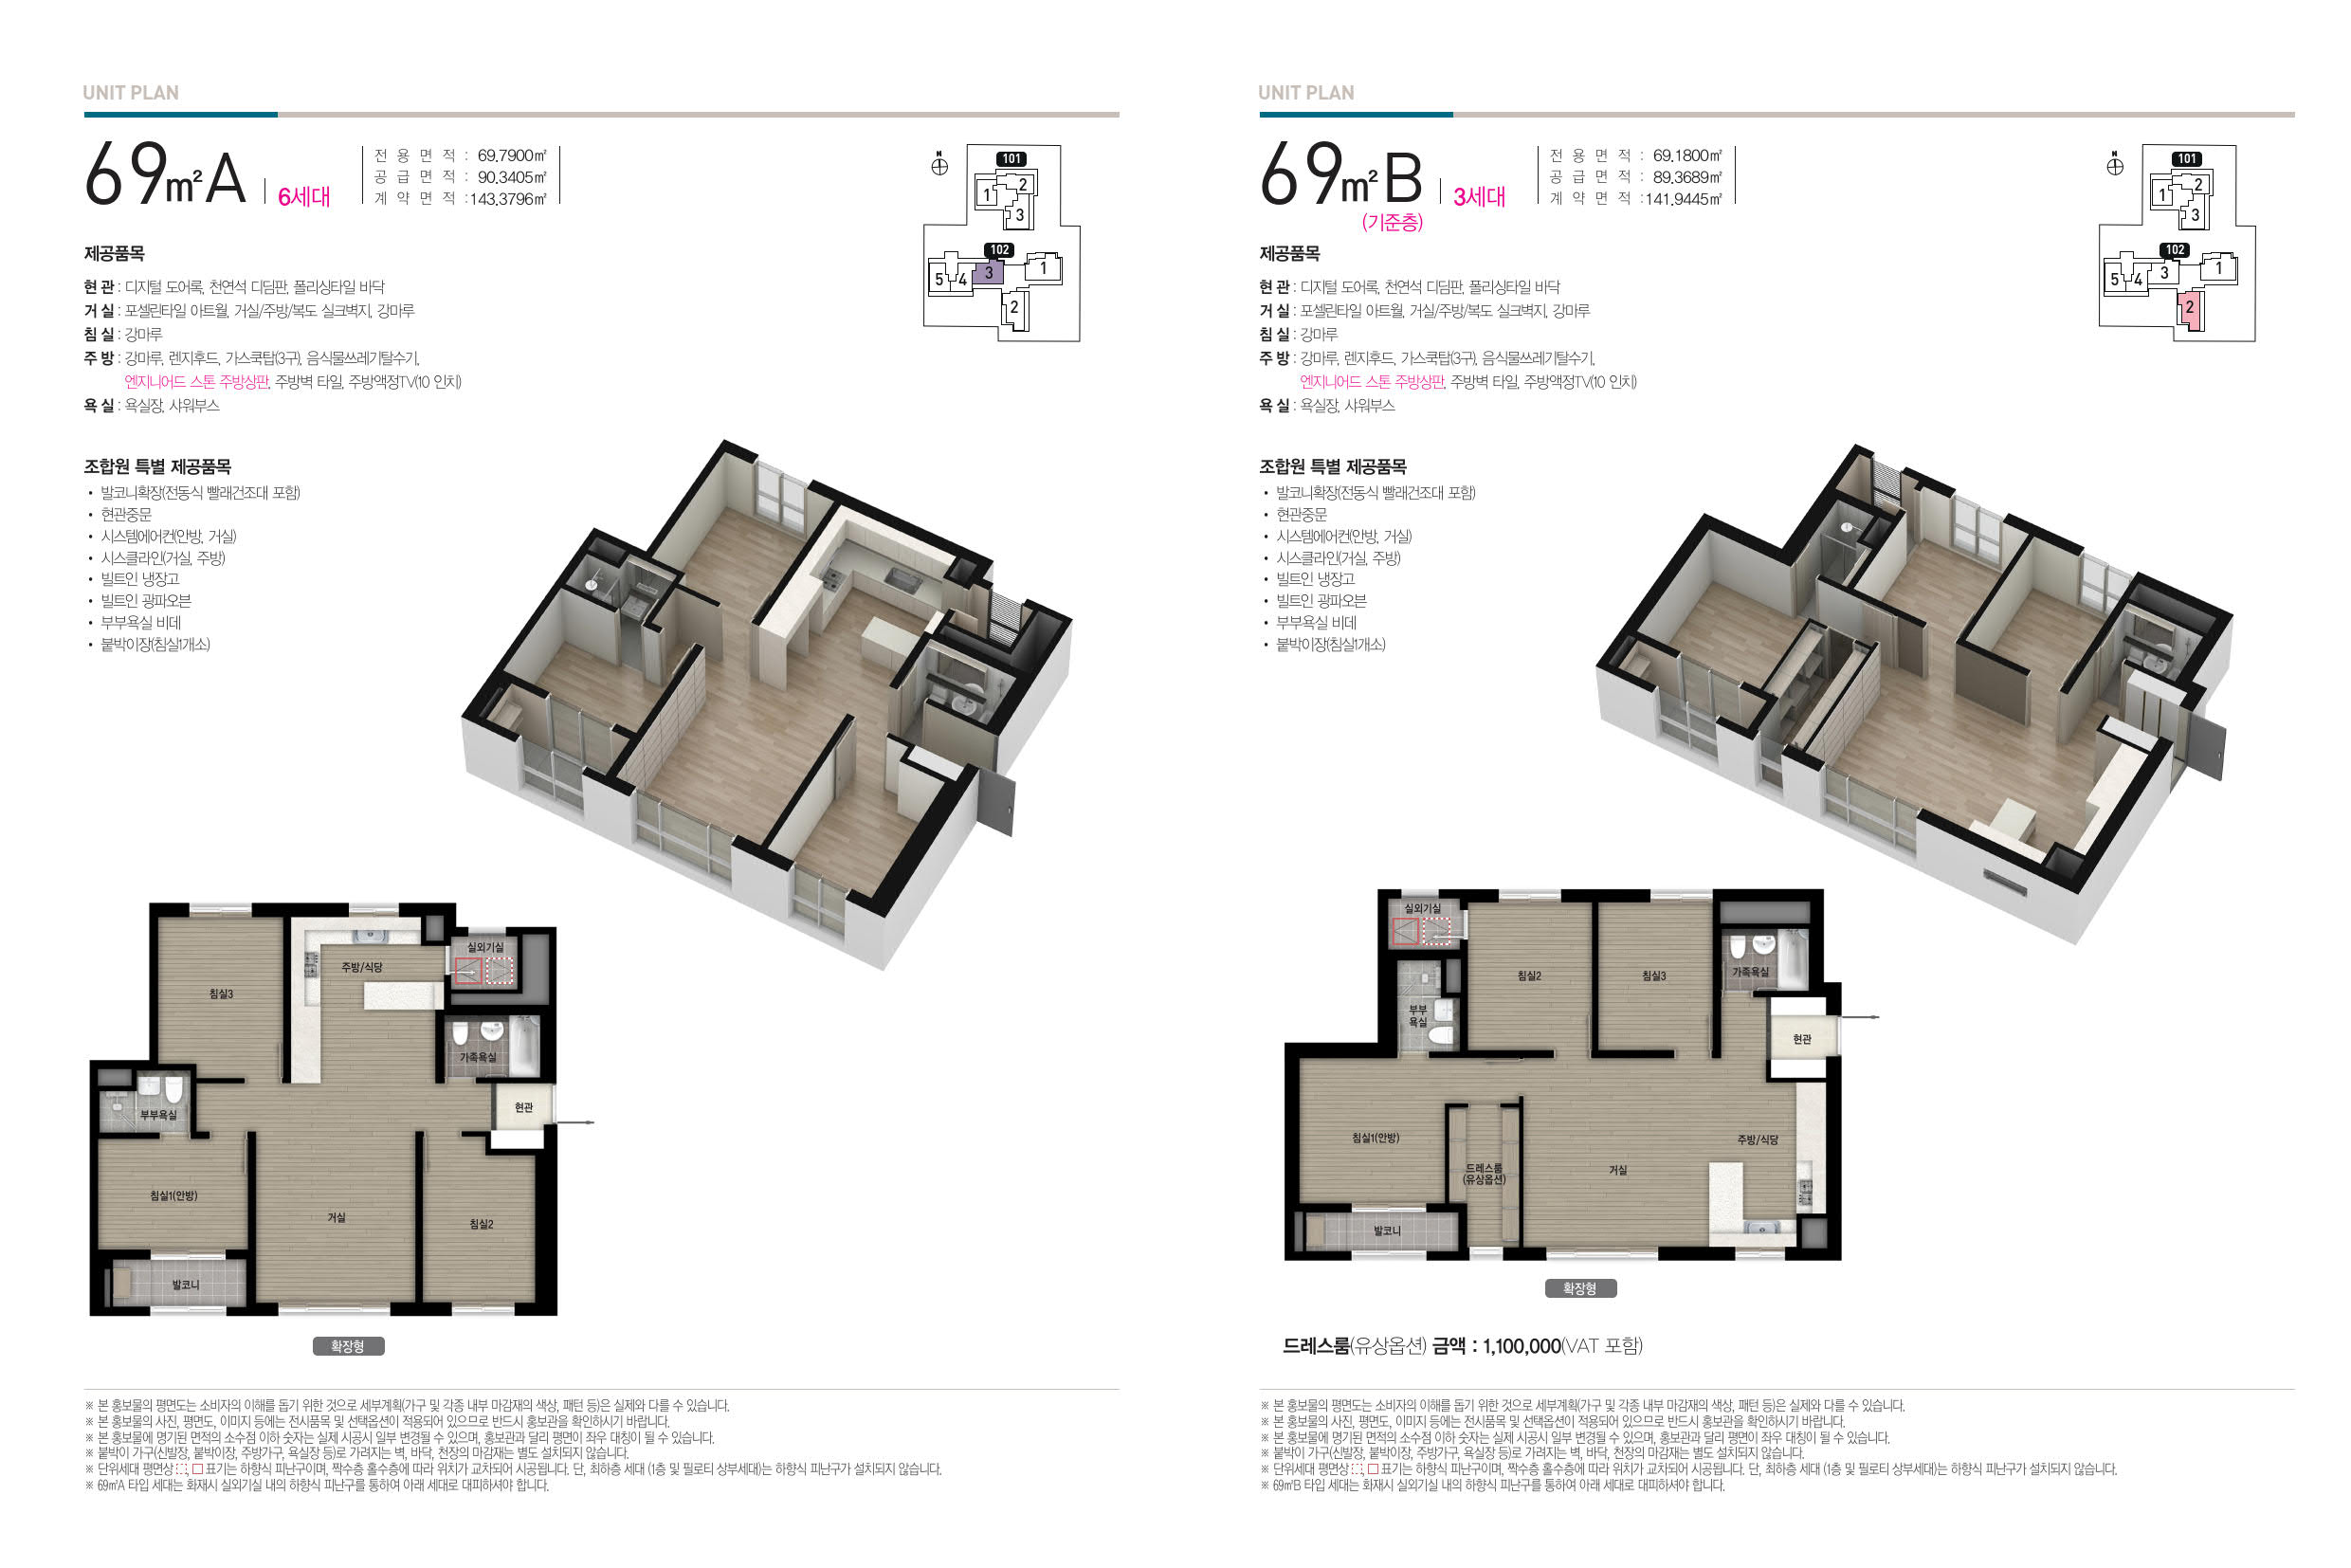 UNIT PLAN
69㎡A | 6세대
전 용 면 적 : 69.7900㎡
공 급 면 적 : 90.3405㎡
계 약 면 적 :143.3796㎡
N
101
1
2
3
102
5
4
3
1
2
제공품목
현 관 : 디지털 도어록, 천연석 디딤판, 폴리싱타일 바닥
거 실 : 포셀린타일 아트월, 거실/주방/복도 실크벽지, 강마루
침 실 : 강마루
주 방 : 강마루, 렌지후드, 가스쿡탑(3구), 음식물쓰레기탈수기,
엔지니어드 스톤 주방상판, 주방벽 타일, 주방액정TV(10 인치)
욕 실 : 욕실장, 샤워부스
조합원 특별 제공품목
• 발코니확장(전동식 빨래건조대 포함)
• 현관중문
• 시스템에어컨(안방, 거실)
• 시스클라인(거실, 주방)
• 빌트인 냉장고
• 빌트인 광파오븐
• 부부욕실 비데
• 붙박이장(침실1개소)
실외기실
주방/식당
침실3
가족욕실
현관
부부욕실
침실1(안방)
거실
침실2
발코니
확장형
※ 본 홍보물의 평면도는 소비자의 이해를 돕기 위한 것으로 세부계획(가구 및 각종 내부 마감재의 색상, 패턴 등)은 실제와 다를 수 있습니다.
※ 본 홍보물의 사진, 평면도, 이미지 등에는 전시품목 및 선택옵션이 적용되어 있으므로 반드시 홍보관을 확인하시기 바랍니다.
※ 본 홍보물에 명기된 면적의 소수점 이하 숫자는 실제 시공시 일부 변경될 수 있으며, 홍보관과 달리 평면이 좌우 대칭이 될 수 있습니다.
※ 붙박이 가구(신발장, 붙박이장, 주방가구, 욕실장 등)로 가려지는 벽, 바닥, 천장의 마감재는 별도 설치되지 않습니다.
※ 단위세대 평면상 ⬚, □ 표기는 하향식 피난구이며, 짝수층 홀수층에 따라 위치가 교차되어 시공됩니다. 단, 최하층 세대 (1층 및 필로티 상부세대)는 하향식 피난구가 설치되지 않습니다.
※ 69㎡A 타입 세대는 화재시 실외기실 내의 하향식 피난구를 통하여 아래 세대로 대피하셔야 합니다.
UNIT PLAN
69㎡B | 3세대
(기준층)
전 용 면 적 : 69.1800㎡
공 급 면 적 : 89.3689㎡
계 약 면 적 :141.9445㎡
N
101
1
2
3
102
5
4
3
1
2
제공품목
현 관 : 디지털 도어록, 천연석 디딤판, 폴리싱타일 바닥
거 실 : 포셀린타일 아트월, 거실/주방/복도 실크벽지, 강마루
침 실 : 강마루
주 방 : 강마루, 렌지후드, 가스쿡탑(3구), 음식물쓰레기탈수기,
엔지니어드 스톤 주방상판, 주방벽 타일, 주방액정TV(10 인치)
욕 실 : 욕실장, 샤워부스
조합원 특별 제공품목
• 발코니확장(전동식 빨래건조대 포함)
• 현관중문
• 시스템에어컨(안방, 거실)
• 시스클라인(거실, 주방)
• 빌트인 냉장고
• 빌트인 광파오븐
• 부부욕실 비데
• 붙박이장(침실1개소)
실외기실
침실2
침실3
가족욕실
부부
욕실
현관
침실1(안방)
주방/식당
드레스룸
(유상옵션)
거실
발코니
확장형
드레스룸(유상옵션) 금액 : 1,100,000(VAT 포함)
※ 본 홍보물의 평면도는 소비자의 이해를 돕기 위한 것으로 세부계획(가구 및 각종 내부 마감재의 색상, 패턴 등)은 실제와 다를 수 있습니다.
※ 본 홍보물의 사진, 평면도, 이미지 등에는 전시품목 및 선택옵션이 적용되어 있으므로 반드시 홍보관을 확인하시기 바랍니다.
※ 본 홍보물에 명기된 면적의 소수점 이하 숫자는 실제 시공시 일부 변경될 수 있으며, 홍보관과 달리 평면이 좌우 대칭이 될 수 있습니다.
※ 붙박이 가구(신발장, 붙박이장, 주방가구, 욕실장 등)로 가려지는 벽, 바닥, 천장의 마감재는 별도 설치되지 않습니다.
※ 단위세대 평면상 ⬚, □ 표기는 하향식 피난구이며, 짝수층 홀수층에 따라 위치가 교차되어 시공됩니다. 단, 최하층 세대 (1층 및 필로티 상부세대)는 하향식 피난구가 설치되지 않습니다.
※ 69㎡B 타입 세대는 화재시 실외기실 내의 하향식 피난구를 통하여 아래 세대로 대피하셔야 합니다.